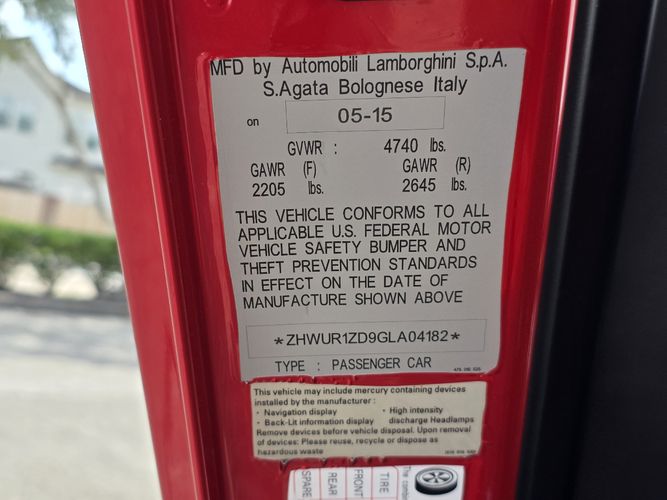 MFD by Automobili Lamborghini S.p.A.
S.Agata Bolognese Italy
on 05-15
GVWR : 4740 lbs.
GAWR (F) GAWR (R)
2205 lbs. 2645 lbs.
THIS VEHICLE CONFORMS TO ALL
APPLICABLE U.S. FEDERAL MOTOR
VEHICLE SAFETY BUMPER AND
THEFT PREVENTION STANDARDS
IN EFFECT ON THE DATE OF
MANUFACTURE SHOWN ABOVE
*ZHWUR1ZD9GLA04182*
TYPE : PASSENGER CAR
This vehicle may include mercury containing devices
installed by the manufacturer :
· Navigation display · High intensity
· Back-Lit information display discharge Headlamps
Remove devices before vehicle disposal. Upon removal
of devices: Please reuse, recycle or dispose as
hazardous waste
The combined
TIRE
FRONT
REAR
SPARE